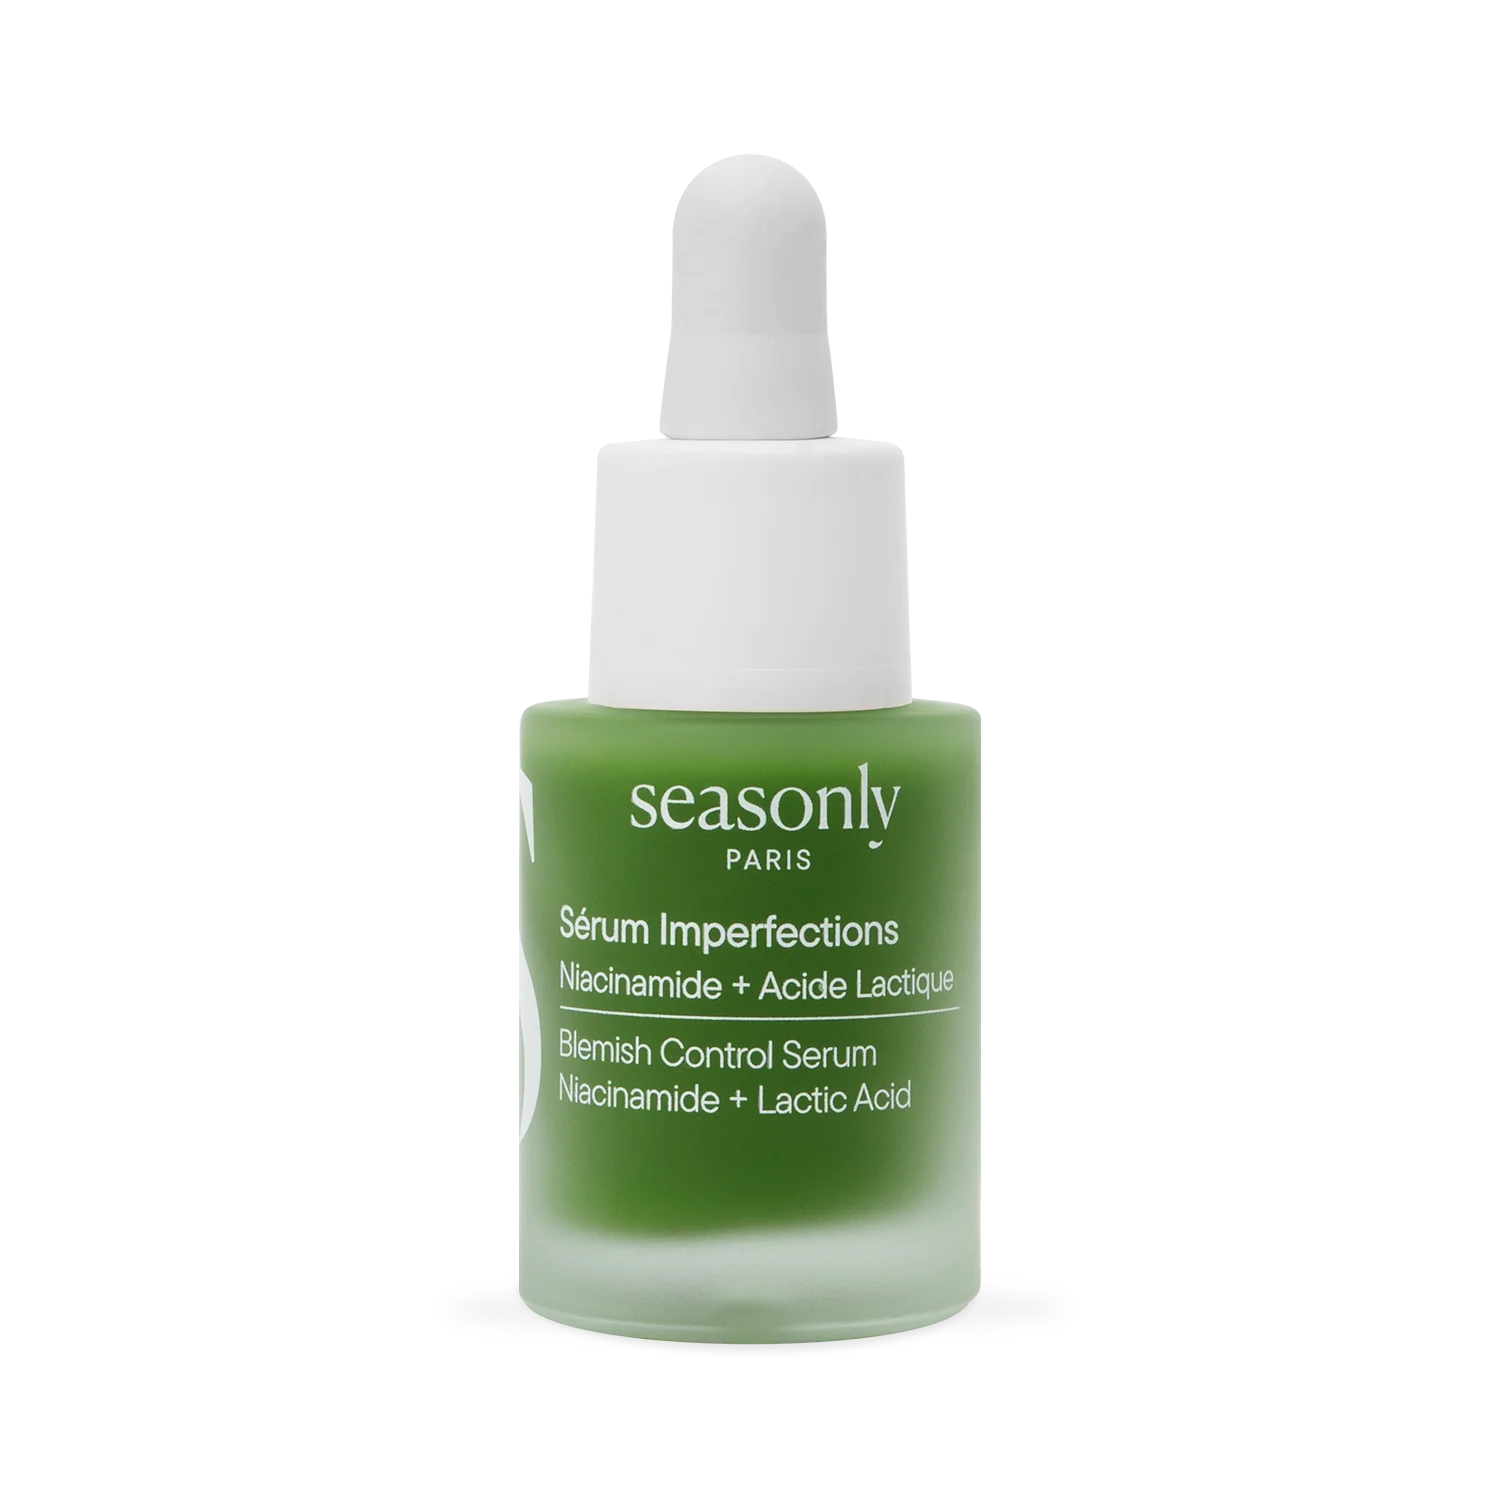 seasonly
PARIS
Sérum Imperfections
Niacinamide + Acide Lactique
Blemish Control Serum
Niacinamide + Lactic Acid
S